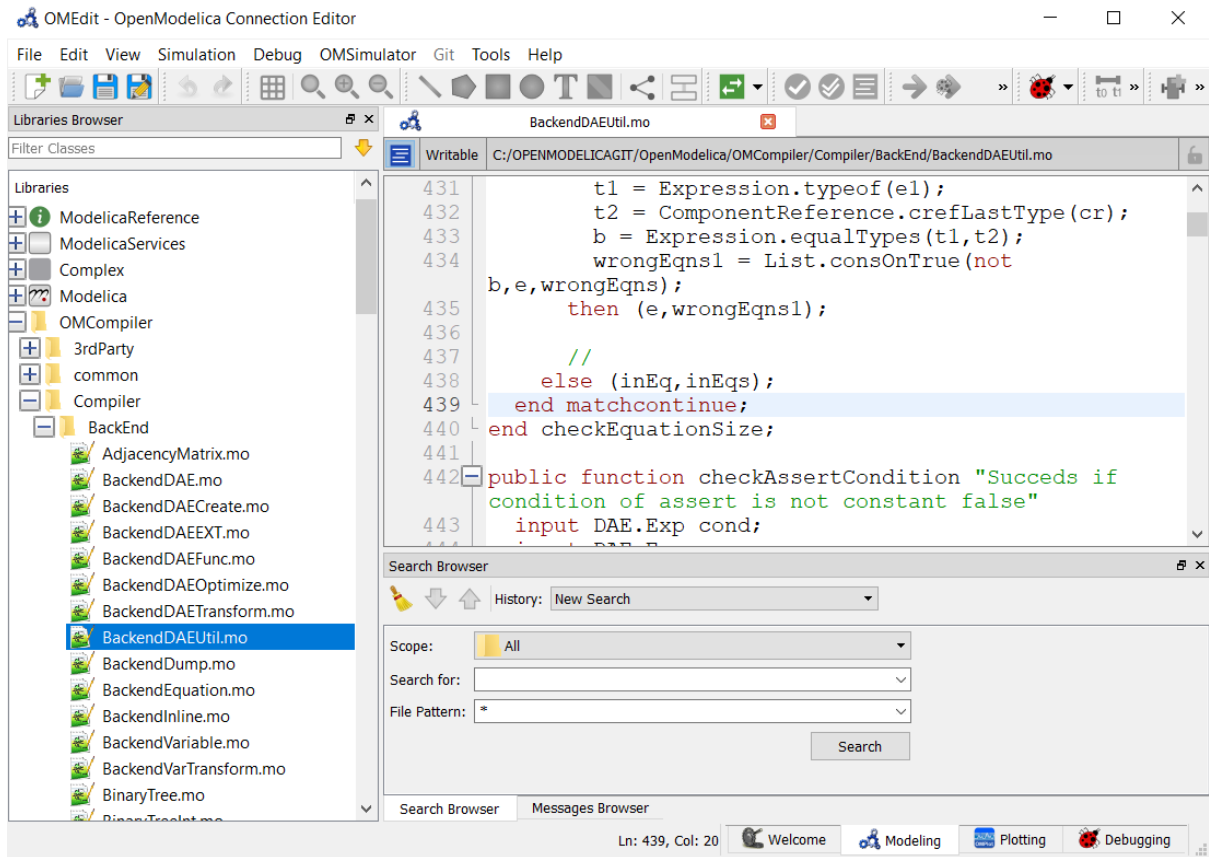 OMEdit - OpenModelica Connection Editor
File Edit View Simulation Debug OMSimulator Git Tools Help
T
to t1
Libraries Browser
Filter Classes
Libraries
ModelicaReference
ModelicaServices
Complex
Modelica
OMCompiler
3rdParty
common
Compiler
BackEnd
AdjacencyMatrix.mo
BackendDAE.mo
BackendDAECreate.mo
BackendDAEEXT.mo
BackendDAEFunc.mo
BackendDAEOptimize.mo
BackendDAETransform.mo
BackendDAEUtil.mo
BackendDump.mo
BackendEquation.mo
BackendInline.mo
BackendVariable.mo
BackendVarTransform.mo
BinaryTree.mo
BinaryTreeInt.mo
BackendDAEUtil.mo
Writable C:/OPENMODELICAGIT/OpenModelica/OMCompiler/Compiler/BackEnd/BackendDAEUtil.mo
431 t1 = Expression.typeof(e1);
432 t2 = ComponentReference.crefLastType(cr);
433 b = Expression.equalTypes(t1,t2);
434 wrongEqns1 = List.consOnTrue(not
b,e,wrongEqns);
435 then (e,wrongEqns1);
436
437 //
438 else (inEq,inEqs);
439 end matchcontinue;
440 end checkEquationSize;
441
442 public function checkAssertCondition "Succeds if
condition of assert is not constant false"
443 input DAE.Exp cond;
Search Browser
History: New Search
Scope: All
Search for:
File Pattern: *
Search
Search Browser Messages Browser
Ln: 439, Col: 20 Welcome Modeling Plotting Debugging